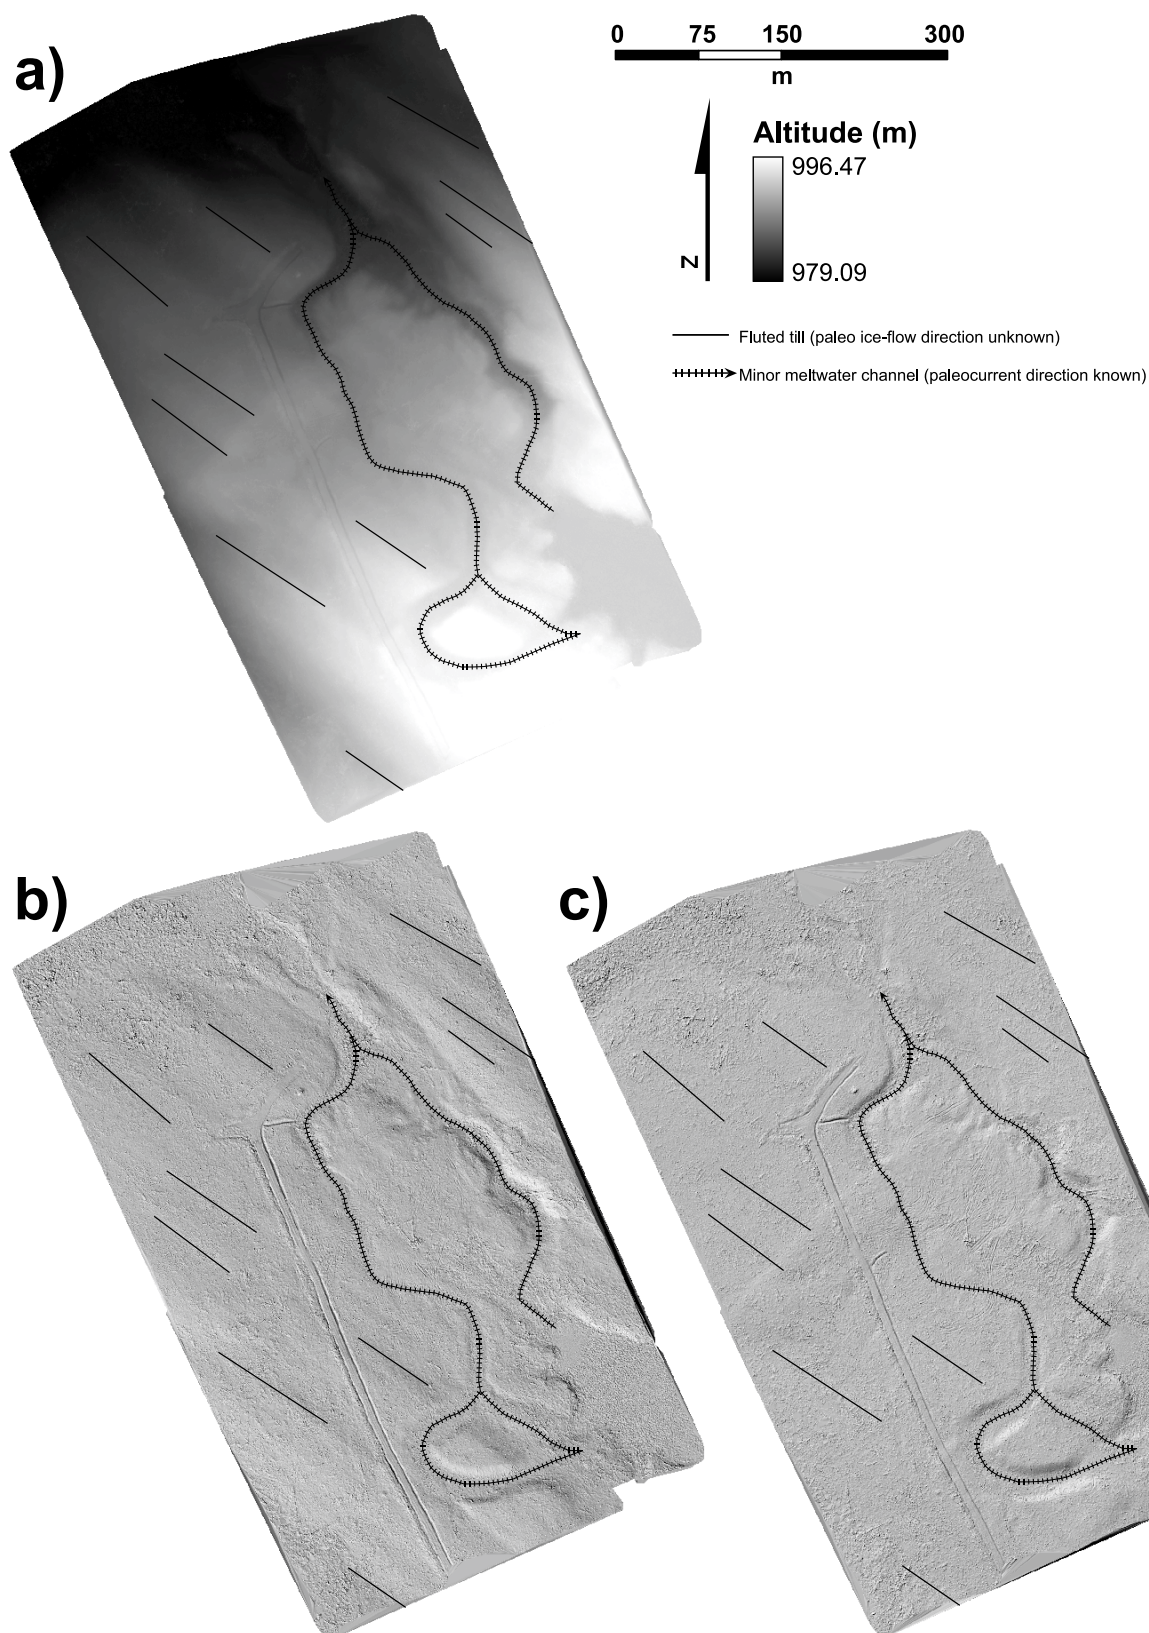 a)
0 75 150 300
m
Altitude (m)
996.47
979.09
N
Fluted till (paleo ice-flow direction unknown)
Minor meltwater channel (paleocurrent direction known)
b)
c)